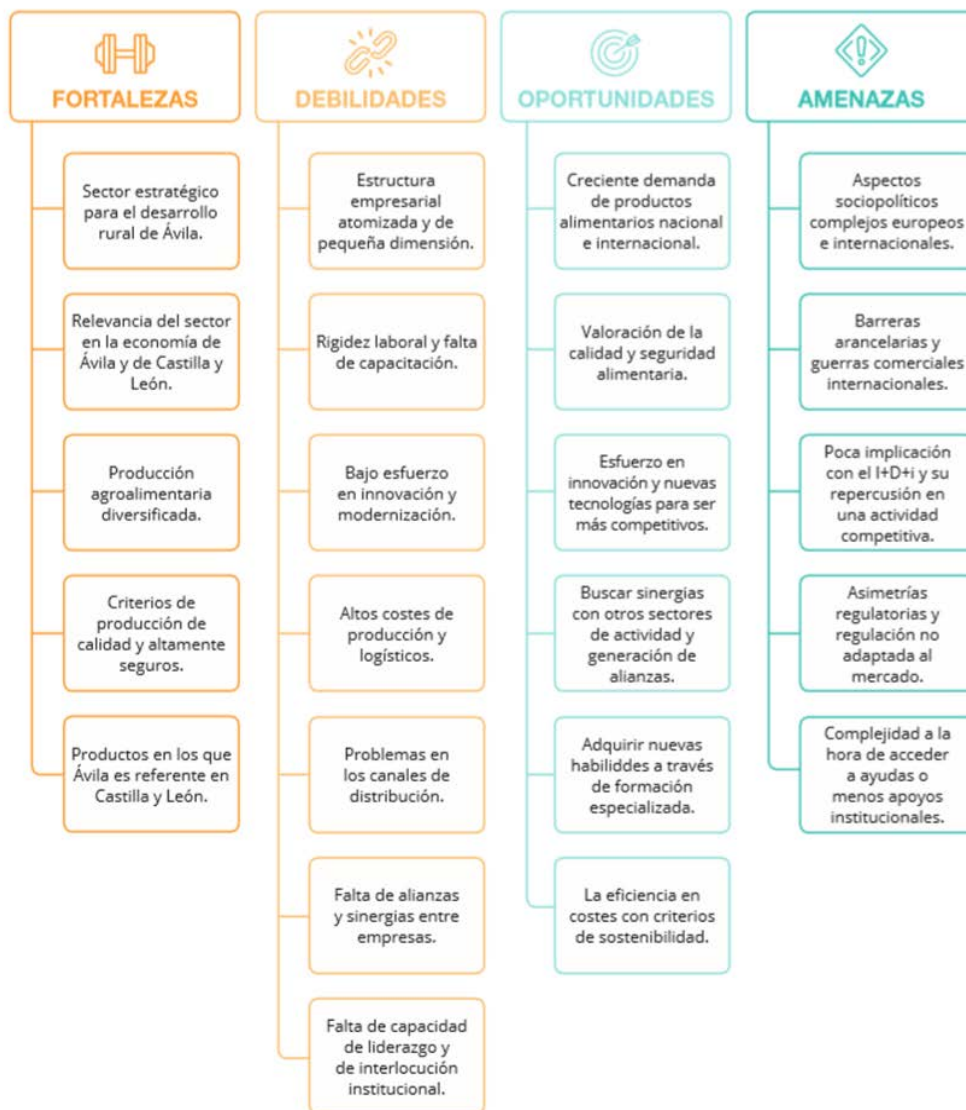 FORTALEZAS
Sector estratégico
para el desarrollo
rural de Ávila.
Relevancia del sector
en la economía de
Ávila y de Castilla y
León.
Producción
agroalimentaria
diversificada.
Criterios de
producción de
calidad y altamente
seguros.
Productos en los que
Ávila es referente en
Castilla y León.
DEBILIDADES
Estructura
empresarial
atomizada y de
pequeña dimensión.
Rigidez laboral y falta
de capacitación.
Bajo esfuerzo
en innovación y
modernización.
Altos costes de
producción y
logísticos.
Problemas en
los canales de
distribución.
Falta de alianzas
y sinergias entre
empresas.
Falta de capacidad
de liderazgo y
de interlocución
institucional.
OPORTUNIDADES
Creciente demanda
de productos
alimentarios nacional
e internacional.
Valoración de la
calidad y seguridad
alimentaria.
Esfuerzo en
innovación y nuevas
tecnologías para ser
más competitivos.
Buscar sinergias
con otros sectores
de actividad y
generación de
alianzas.
Adquirir nuevas
habiliddes a través
de formación
especializada.
La eficiencia en
costes con criterios
de sostenibilidad.
AMENAZAS
Aspectos
sociopolíticos
complejos europeos
e internacionales.
Barreras
arancelarias y
guerras comerciales
internacionales.
Poca implicación
con el I+D+i y su
repercusión en
una actividad
competitiva.
Asimetrías
regulatorias y
regulación no
adaptada al
mercado.
Complejidad a la
hora de acceder
a ayudas o
menos apoyos
institucionales.